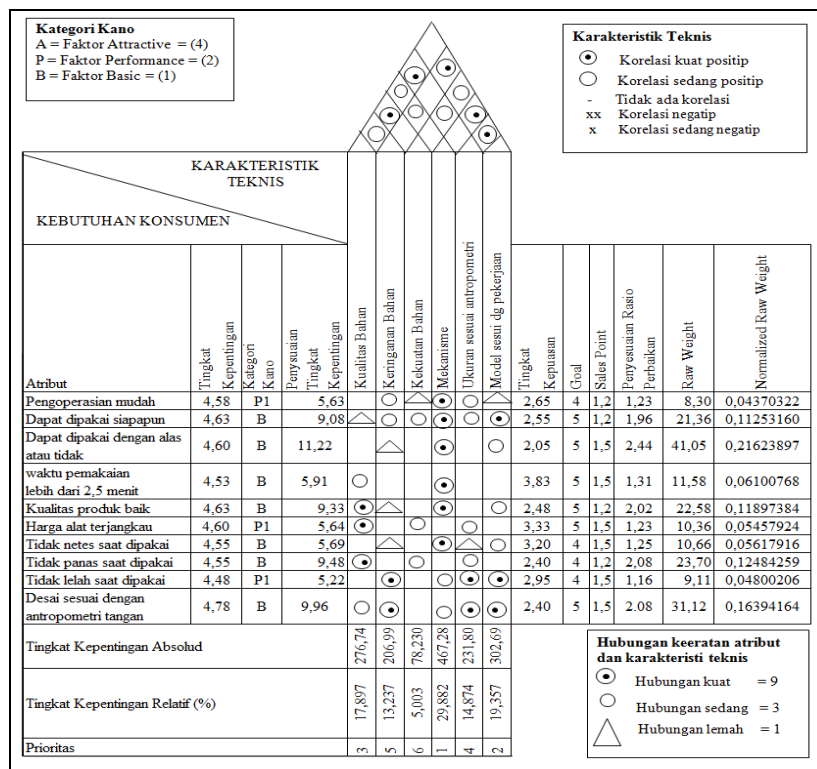 Kategori Kano
A = Faktor Attractive = (4)
P = Faktor Performance = (2)
B = Faktor Basic = (1)
Karakteristik Teknis
Korelasi kuat positip
Korelasi sedang positip
- Tidak ada korelasi
xx Korelasi negatip
x Korelasi sedang negatip
KARAKTERISTIK
TEKNIS
KEBUTUHAN KONSUMEN
Atribut
Tingkat
Kepentingan
Kategori
Kano
Penysuaian
Tingkat
Kepentingan
Kualitas Bahan
Keringanan Bahan
Kekuatan Bahan
Mekanisme
Ukuran sesuai antropometri
Model sesui dg pekerjaan
Tingkat
Kepuasan
Goal
Sales Point
Penyesuaian Rasio
Perbaikan
Raw Weight
Normalized Raw Weight
Pengoperasian mudah 4,58 P1 5,63 2,65 4 1,2 1,23 8,30 0,04370322
Dapat dipakai siapapun 4,63 B 9,08 2,55 5 1,2 1,96 21,36 0,11253160
Dapat dipakai dengan alas
atau tidak 4,60 B 11,22 2,05 5 1,5 2,44 41,05 0,21623897
waktu pemakaian
lebih dari 2,5 menit 4,53 B 5,91 3,83 5 1,5 1,31 11,58 0,06100768
Kualitas produk baik 4,63 B 9,33 2,48 5 1,2 2,02 22,58 0,11897384
Harga alat terjangkau 4,60 P1 5,64 3,33 5 1,5 1,23 10,36 0,05457924
Tidak netes saat dipakai 4,55 B 5,69 3,20 4 1,5 1,25 10,66 0,05617916
Tidak panas saat dipakai 4,55 B 9,48 2,40 4 1,2 2,08 23,70 0,12484259
Tidak lelah saat dipakai 4,48 P1 5,22 2,95 4 1,5 1,16 9,11 0,04800206
Desai sesuai dengan
antropometri tangan 4,78 B 9,96 2,40 5 1,5 2.08 31,12 0,16394164
Tingkat Kepentingan Absolud 276,74 206,99 78,230 467,28 231,80 302,69
Tingkat Kepentingan Relatif (%) 17,897 13,237 5,003 29,882 14,874 19,357
Prioritas 3 5 6 1 4 2
Hubungan keeratan atribut
dan karakteristi teknis
Hubungan kuat = 9
Hubungan sedang = 3
Hubungan lemah = 1